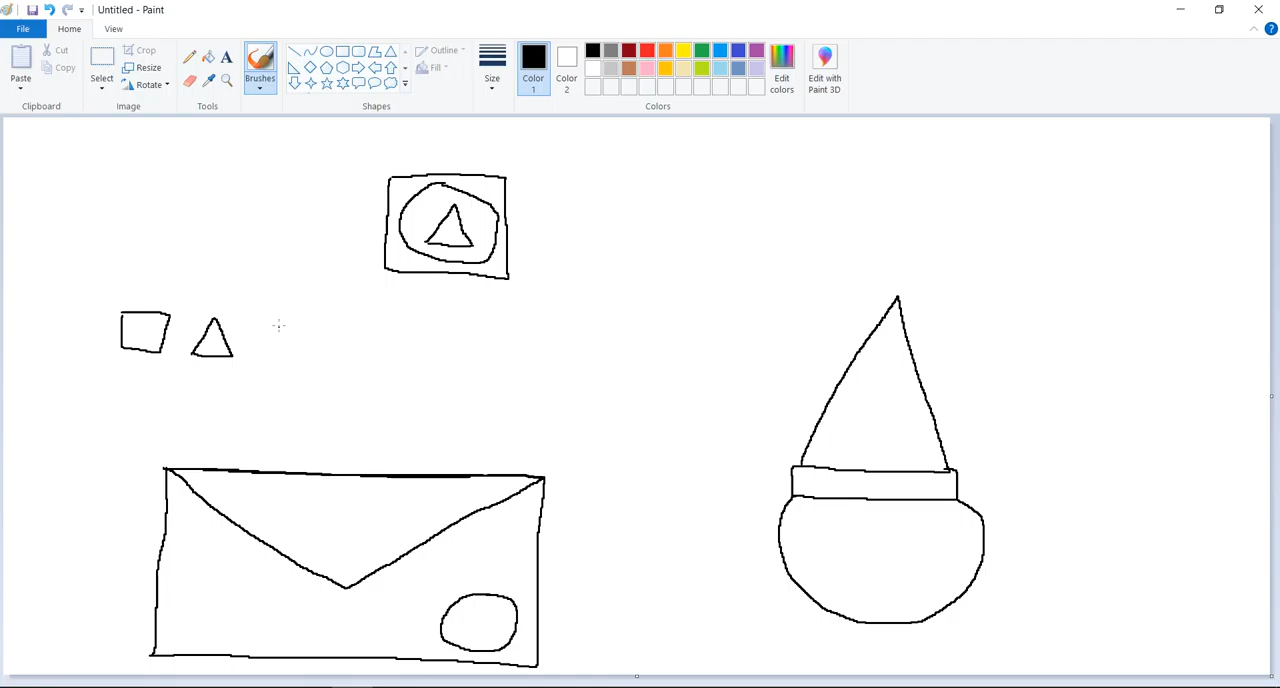 Untitled - Paint
File
Home
View
Paste
Cut
Copy
Clipboard
Select
Crop
Resize
Rotate
Image
A
Tools
Brushes
Outline
Fill
Shapes
Size
Color
1
Color
2
Edit
colors
Colors
Edit with
Paint 3D
?